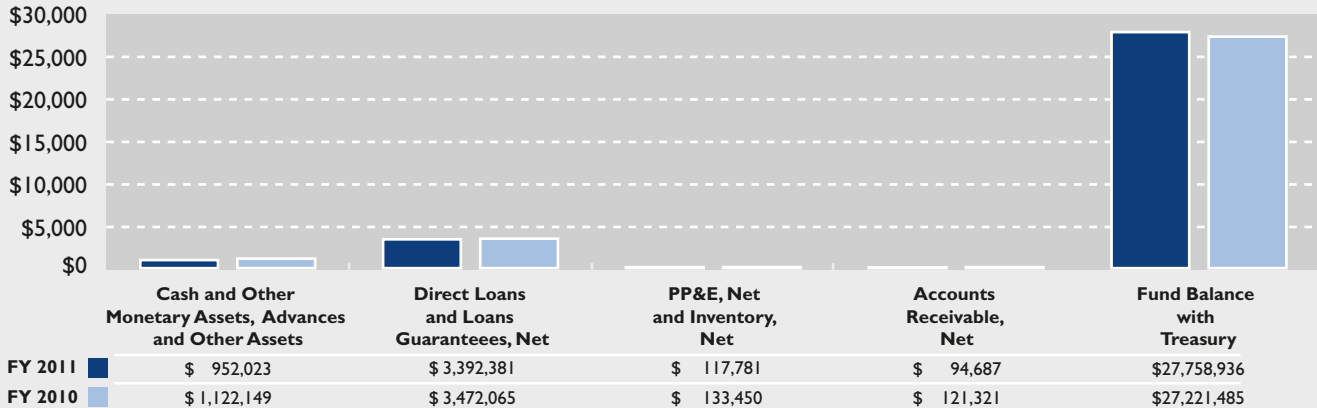 $30,000
$25,000
$20,000
$15,000
$10,000
$5,000
$0
Cash and Other
Monetary Assets, Advances
and Other Assets
Direct Loans
and Loans
Guaranteees, Net
PP&E, Net
and Inventory,
Net
Accounts
Receivable,
Net
Fund Balance
with
Treasury
FY 2011 $ 952,023 $ 3,392,381 $ 117,781 $ 94,687 $27,758,936
FY 2010 $ 1,122,149 $ 3,472,065 $ 133,450 $ 121,321 $27,221,485